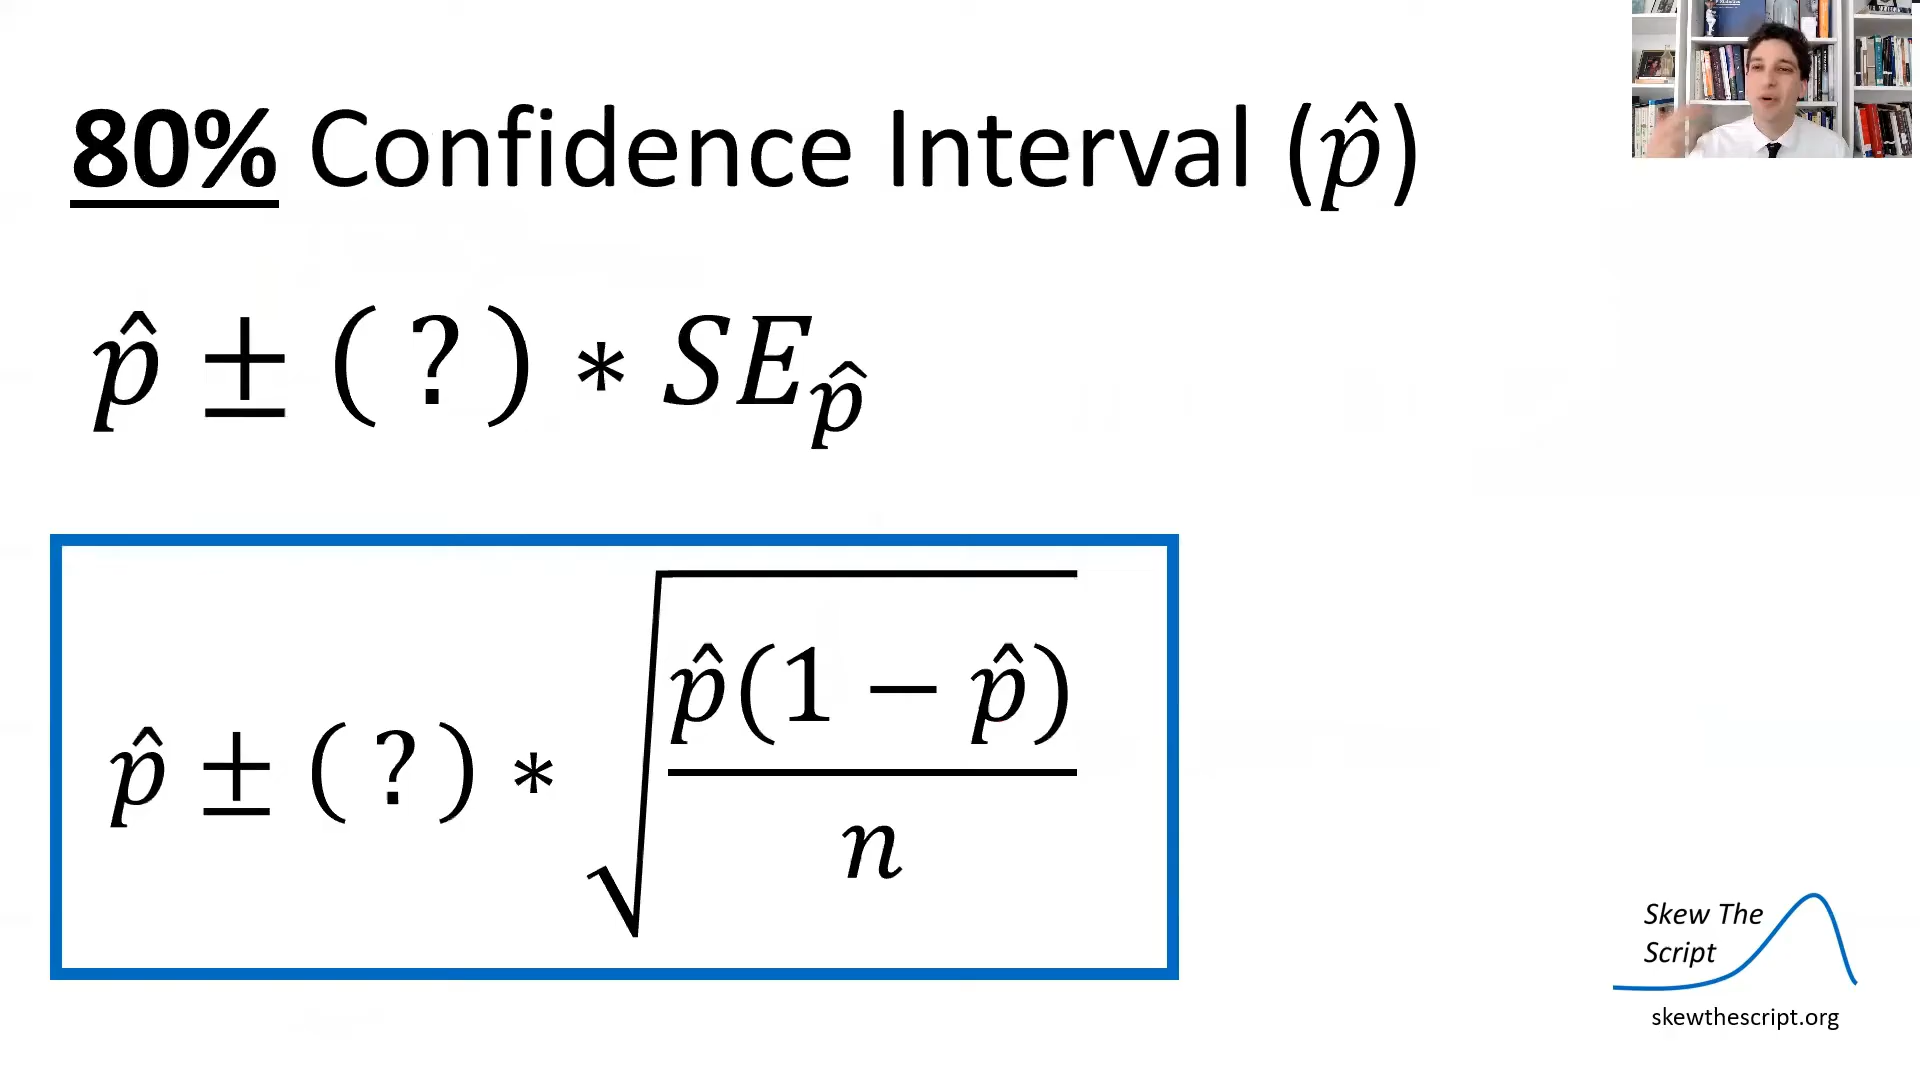 80% Confidence Interval (p̂)
p̂ ± ( ? ) * SE_p̂
p̂ ± ( ? ) * √(p̂(1 − p̂)/n)
Skew The
Script
skewthescript.org